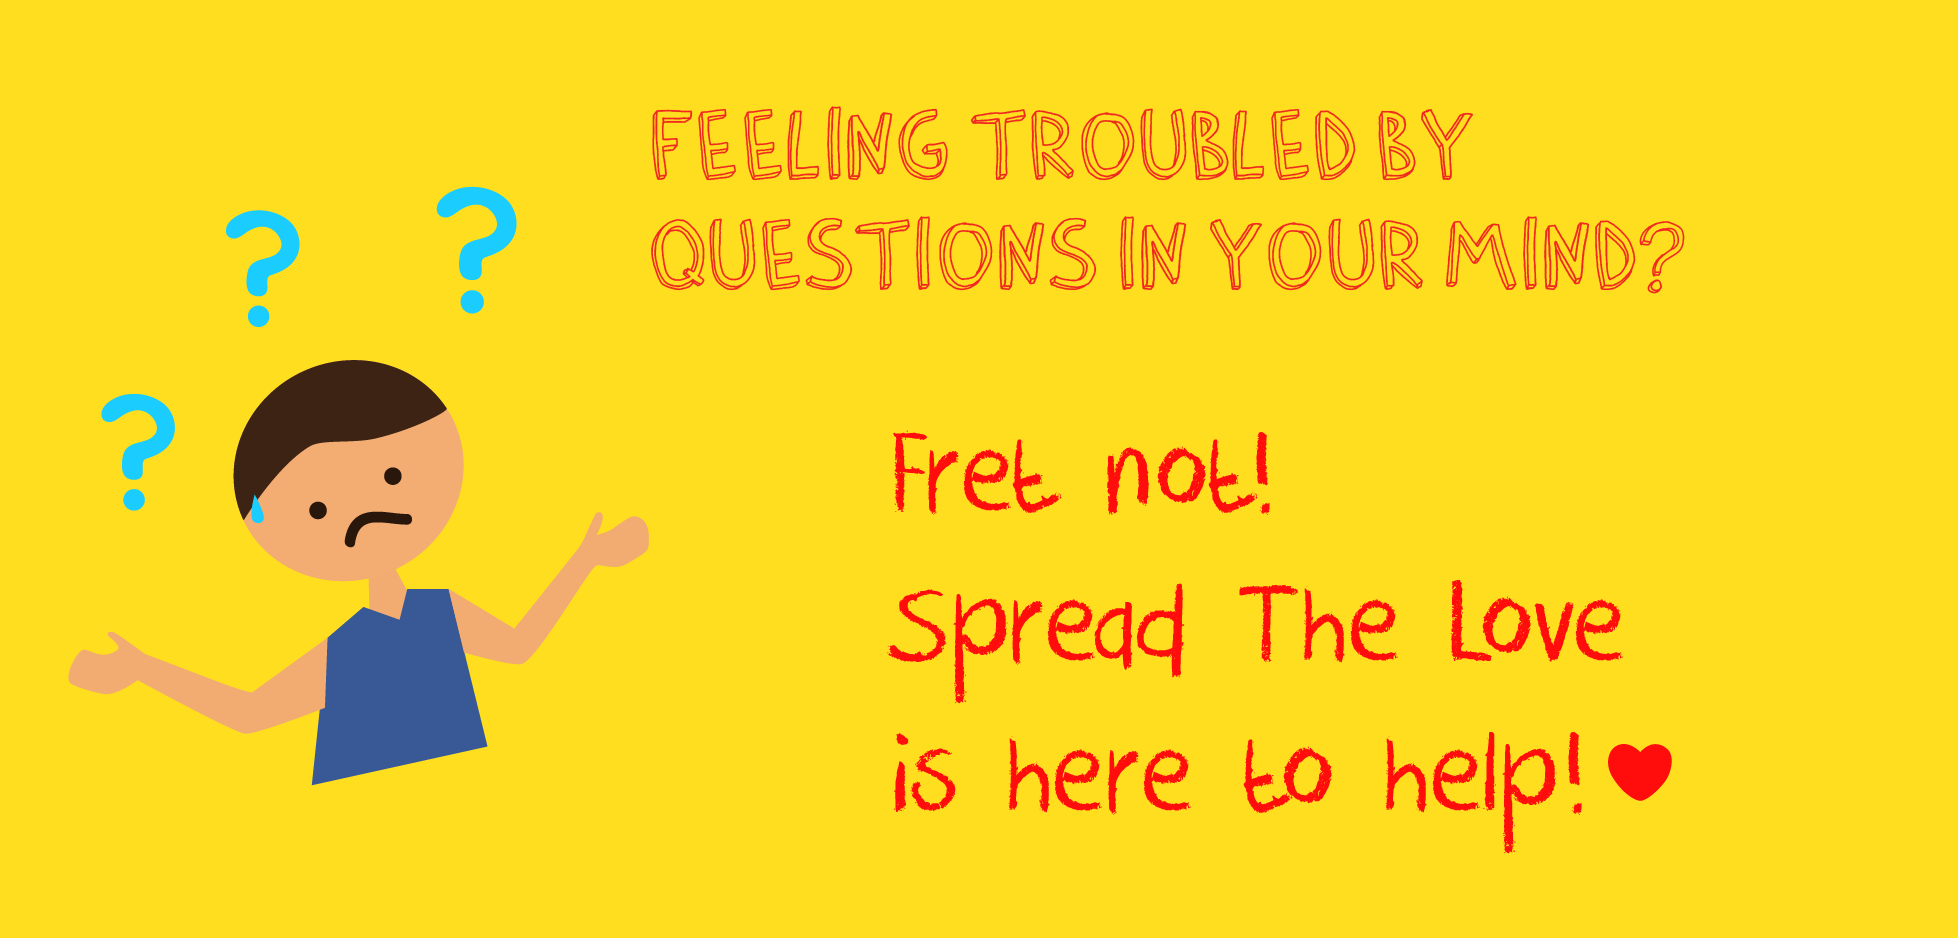 FEELING TROUBLED BY
QUESTIONS IN YOUR MIND?
Fret not!
Spread The Love
is here to help!
? ? ?